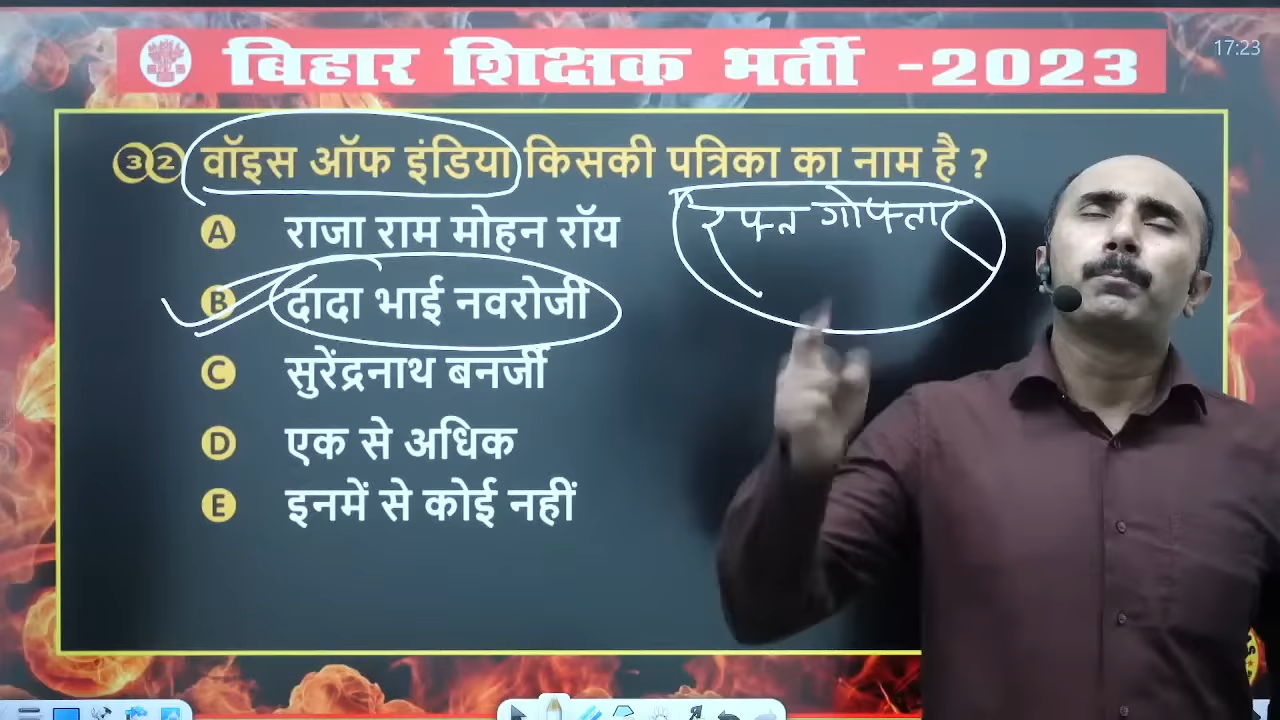 बिहार शिक्षक भर्ती -2023
17:23
32 वॉइस ऑफ इंडिया किसकी पत्रिका का नाम है ?
रफ्त गोफ्तार
A राजा राम मोहन रॉय
B दादा भाई नवरोजी
C सुरेंद्रनाथ बनर्जी
D एक से अधिक
E इनमें से कोई नहीं